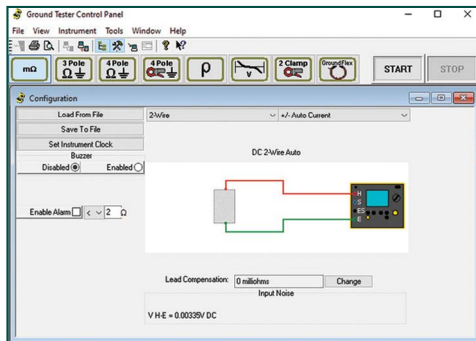 Ground Tester Control Panel
File View Instrument Tools Window Help
mΩ
3 Pole
Ω
4 Pole
Ω
4 Pole
ρ
V
2 Clamp
GroundFlex
START
STOP
Configuration
Load From File
Save To File
Set Instrument Clock
Buzzer
Disabled Enabled
Enable Alarm < 2 Ω
2-Wire
+/- Auto Current
DC 2-Wire Auto
H
S
ES
E
Lead Compensation: 0 milliohms Change
Input Noise
V H-E = 0.00335V DC